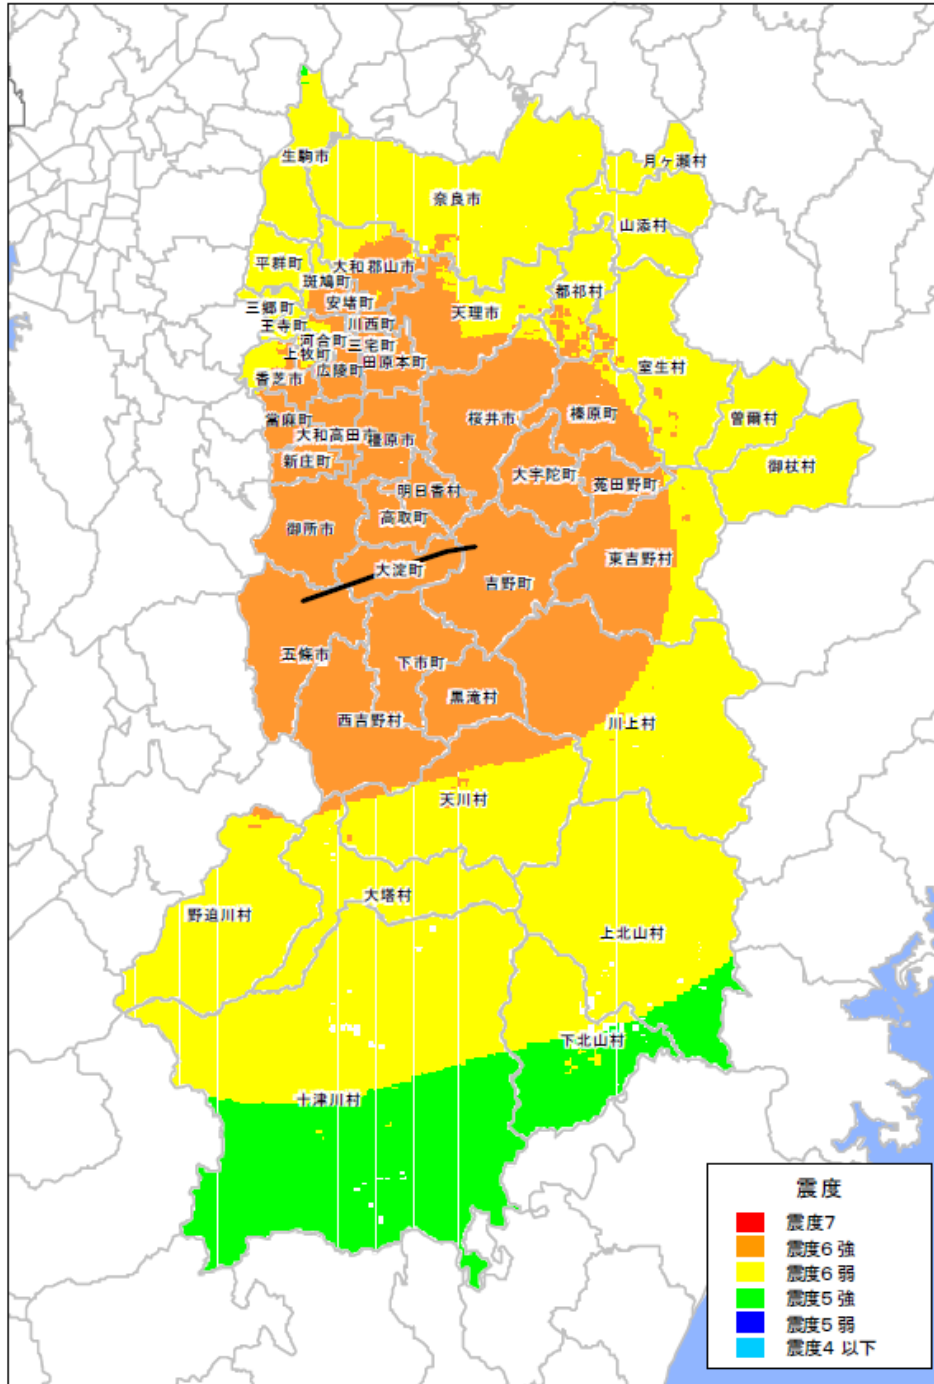 生駒市
月ヶ瀬村
奈良市
山添村
平群町
大和郡山市
斑鳩町
都祁村
安堵町
三郷町
天理市
王寺町
川西町
河合町
三宅町
上牧町
田原本町
室生村
広陵町
香芝市
曽爾村
當麻町
桜井市
榛原町
大和高田市
橿原市
新庄町
御杖村
大宇陀町
菟田野町
明日香村
高取町
御所市
東吉野村
大淀町
吉野町
五條市
下市町
黒滝村
西吉野村
川上村
天川村
大塔村
野迫川村
上北山村
下北山村
十津川村
震度
震度7
震度6強
震度6弱
震度5強
震度5弱
震度4 以下